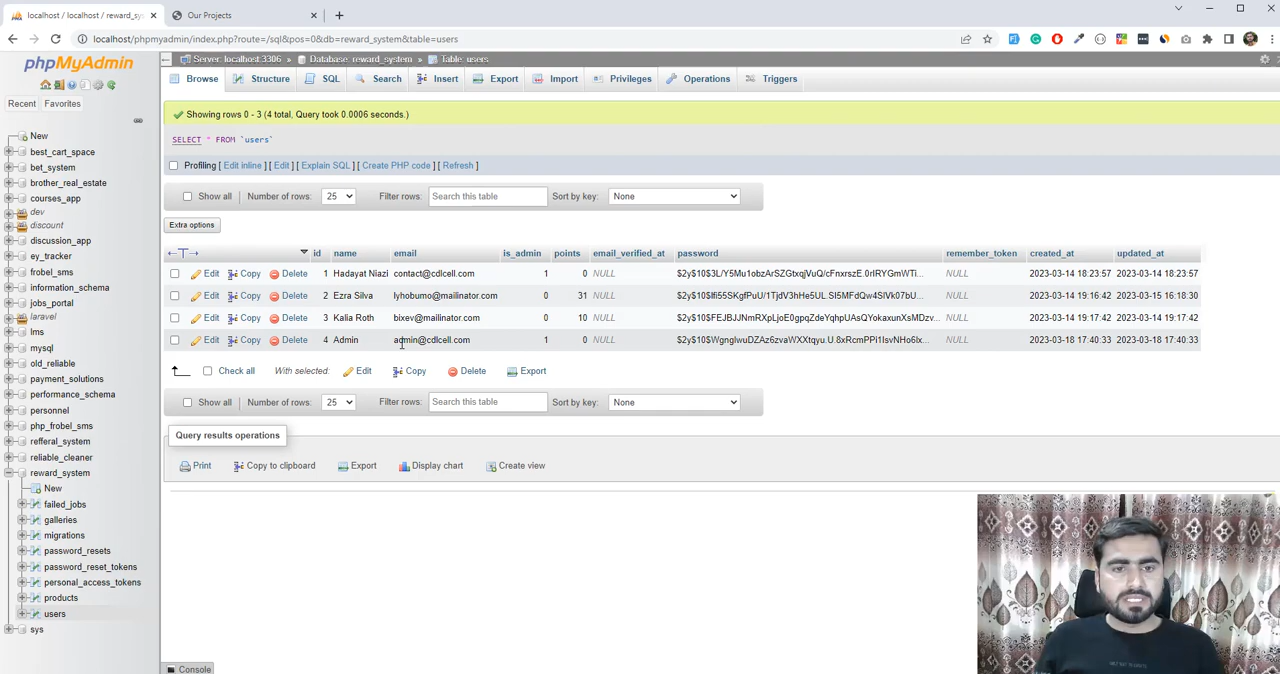 localhost / localhost / reward_sy
Our Projects
localhost/phpmyadmin/index.php?route=/sql&pos=0&db=reward_system&table=users
phpMyAdmin
Server: localhost:3306 » Database: reward_system » Table: users
Browse Structure SQL Search Insert Export Import Privileges Operations Triggers
Recent Favorites
Showing rows 0 - 3 (4 total, Query took 0.0006 seconds.)
SELECT * FROM `users`
Profiling [ Edit inline ] [ Edit ] [ Explain SQL ] [ Create PHP code ] [ Refresh ]
Show all Number of rows: 25 Filter rows: Search this table Sort by key: None
Extra options
id name email is_admin points email_verified_at password remember_token created_at updated_at
Edit Copy Delete 1 Hadayat Niazi contact@cdlcell.com 1 0 NULL NULL 2023-03-14 18:23:57 2023-03-14 18:23:57
Edit Copy Delete 2 Ezra Silva lyhobumo@mailinator.com 0 31 NULL NULL 2023-03-14 19:16:42 2023-03-15 16:18:30
Edit Copy Delete 3 Kalia Roth bixev@mailinator.com 0 10 NULL NULL 2023-03-14 19:17:42 2023-03-14 19:17:42
Edit Copy Delete 4 Admin admin@cdlcell.com 1 0 NULL NULL 2023-03-18 17:40:33 2023-03-18 17:40:33
Check all With selected: Edit Copy Delete Export
Show all Number of rows: 25 Filter rows: Search this table Sort by key: None
Query results operations
Print Copy to clipboard Export Display chart Create view
New
best_cart_space
bet_system
brother_real_estate
courses_app
dev
discount
discussion_app
ey_tracker
frobel_sms
information_schema
jobs_portal
laravel
lms
mysql
old_reliable
payment_solutions
performance_schema
personnel
php_frobel_sms
refferal_system
reliable_cleaner
reward_system
New
failed_jobs
galleries
migrations
password_resets
password_reset_tokens
personal_access_tokens
products
users
sys
Console